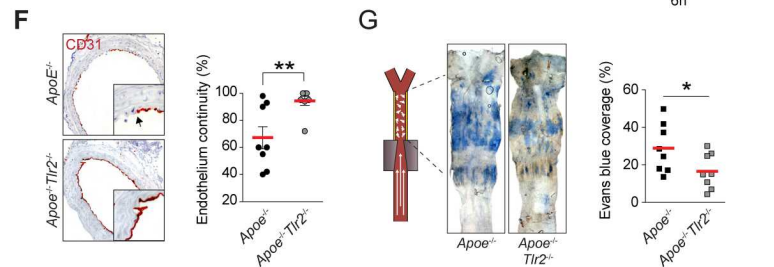 6h
F
G
CD31
ApoE-/-
Apoe-/-Tlr2-/-
Endothelium continuity (%)
100
80
60
40
20
**
Apoe-/-
Apoe-/-Tlr2-/-
Apoe-/-
Apoe-/-
Tlr2-/-
Evans blue coverage (%)
60
40
20
0
*
Apoe-/-
Apoe-/-Tlr2-/-